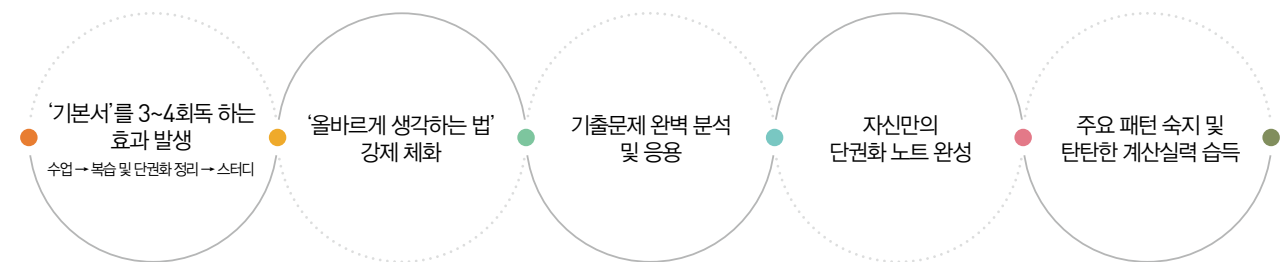 ‘기본서’를 3~4회독 하는
효과 발생
수업 → 복습 및 단권화 정리 → 스터디
‘올바르게 생각하는 법’
강제 체화
기출문제 완벽 분석
및 응용
자신만의
단권화 노트 완성
주요 패턴 숙지 및
탄탄한 계산실력 습득